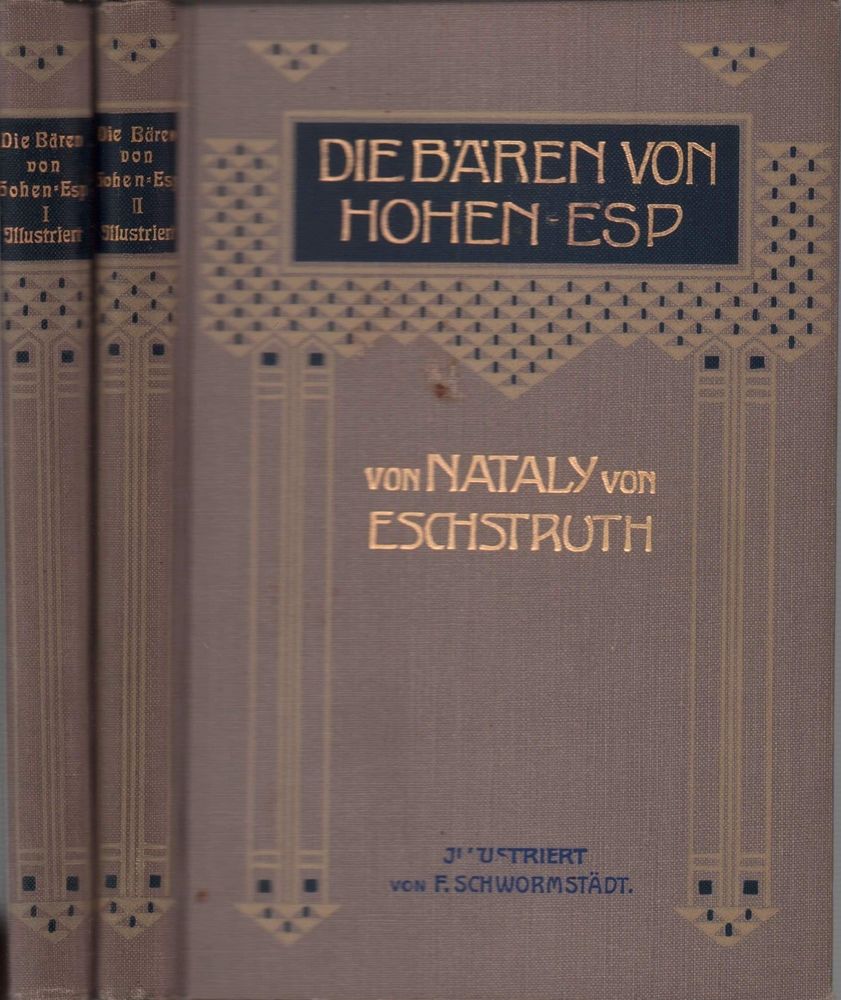 Die Bären
von
Hohen-Esp
I
Illustriert
Die Bären
von
Hohen-Esp
II
Illustriert
DIE BÄREN VON
HOHEN-ESP
VON NATALY VON
ESCHSTRUTH
ILLUSTRIERT
VON F. SCHWORMSTÄDT.